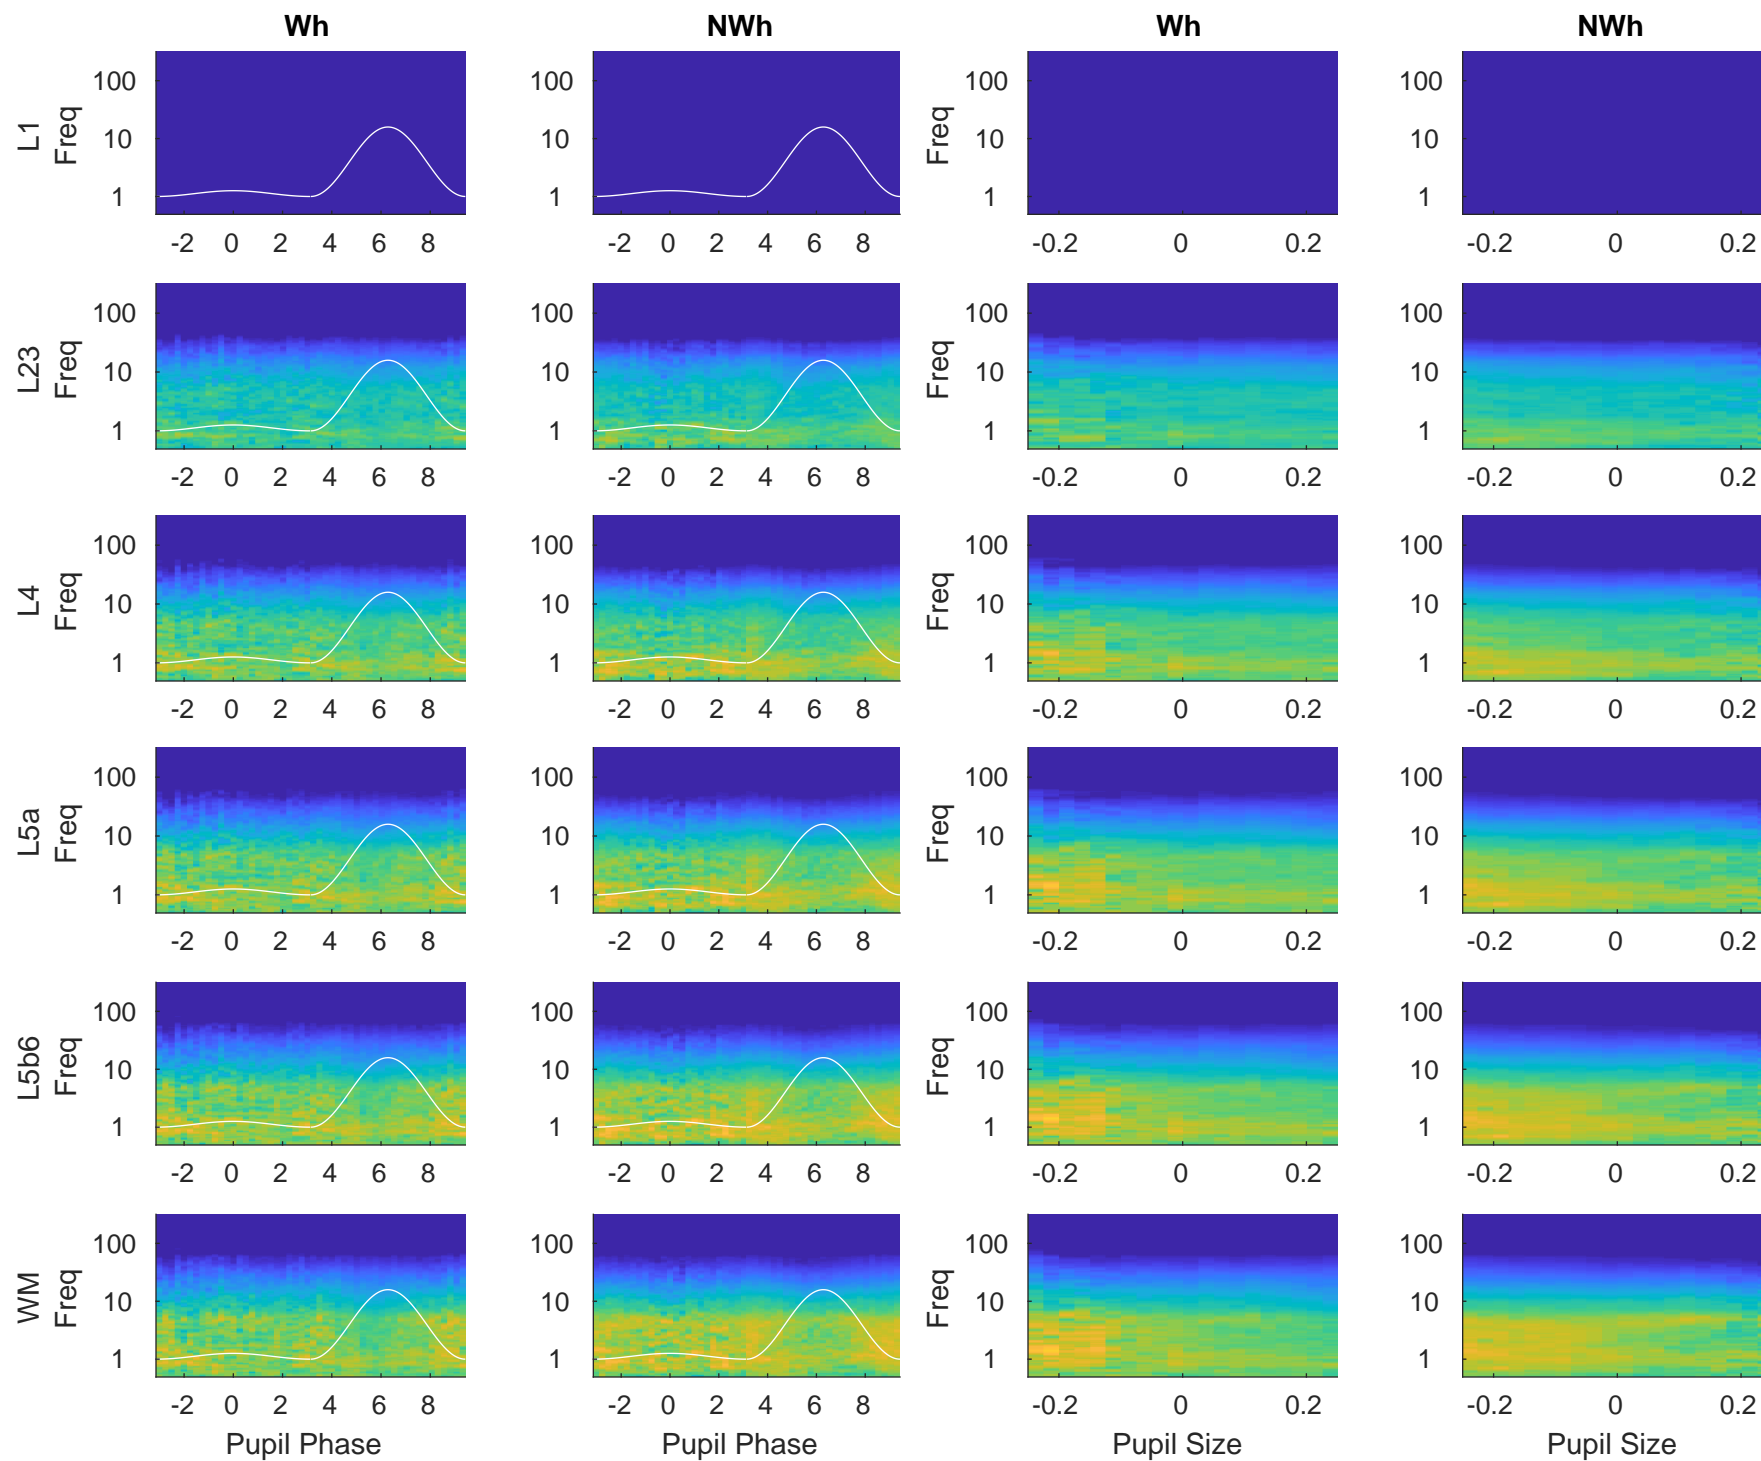 Wh NWh Wh NWh
L1 Freq 100 10 1 100 10 1 Freq 100 10 1 100 10 1
-2 0 2 4 6 8 -2 0 2 4 6 8 -0.2 0 0.2 -0.2 0 0.2
L23 Freq 100 10 1 100 10 1 Freq 100 10 1 100 10 1
-2 0 2 4 6 8 -2 0 2 4 6 8 -0.2 0 0.2 -0.2 0 0.2
L4 Freq 100 10 1 100 10 1 Freq 100 10 1 100 10 1
-2 0 2 4 6 8 -2 0 2 4 6 8 -0.2 0 0.2 -0.2 0 0.2
L5a Freq 100 10 1 100 10 1 Freq 100 10 1 100 10 1
-2 0 2 4 6 8 -2 0 2 4 6 8 -0.2 0 0.2 -0.2 0 0.2
L5b6 Freq 100 10 1 100 10 1 Freq 100 10 1 100 10 1
-2 0 2 4 6 8 -2 0 2 4 6 8 -0.2 0 0.2 -0.2 0 0.2
WM Freq 100 10 1 100 10 1 Freq 100 10 1 100 10 1
-2 0 2 4 6 8 -2 0 2 4 6 8 -0.2 0 0.2 -0.2 0 0.2
Pupil Phase Pupil Phase Pupil Size Pupil Size